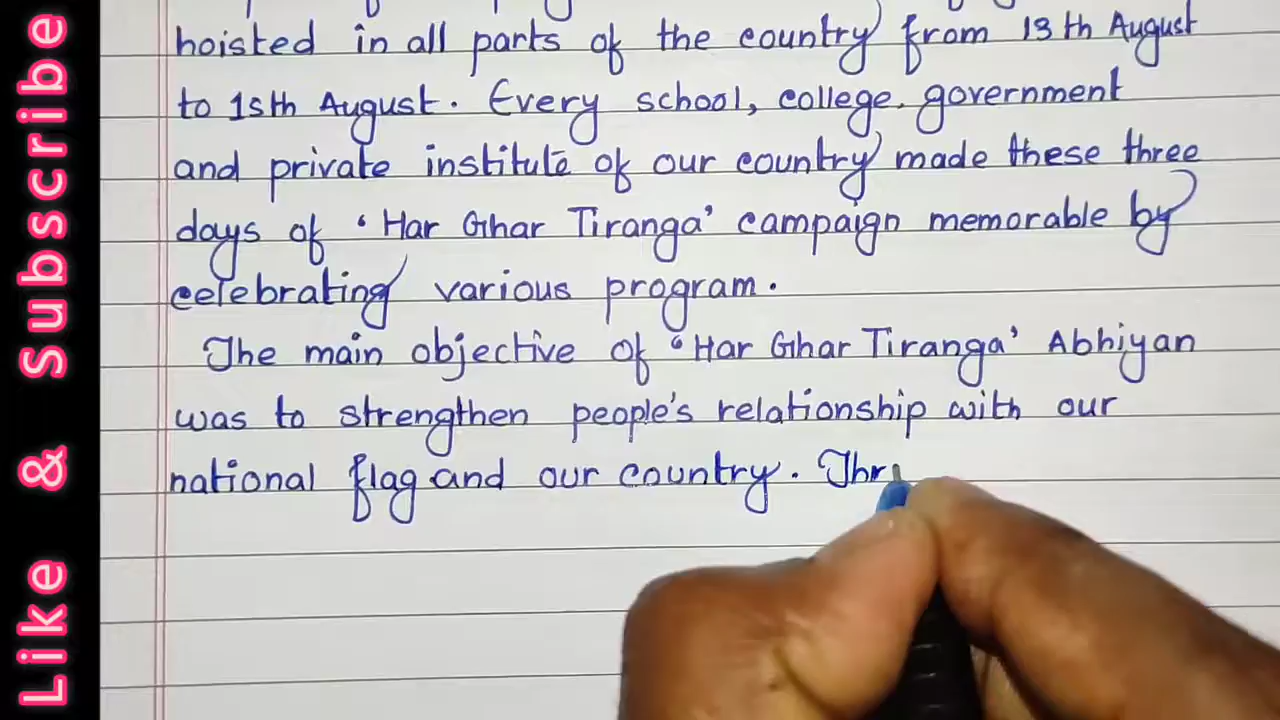 hoisted in all parts of the country from 13th August
to 15th August. Every school, college, government
and private institute of our country made these three
days of 'Har Ghar Tiranga' campaign memorable by
celebrating various program.
The main objective of 'Har Ghar Tiranga' Abhiyan
was to strengthen people's relationship with our
national flag and our country. Thr
Like & Subscribe